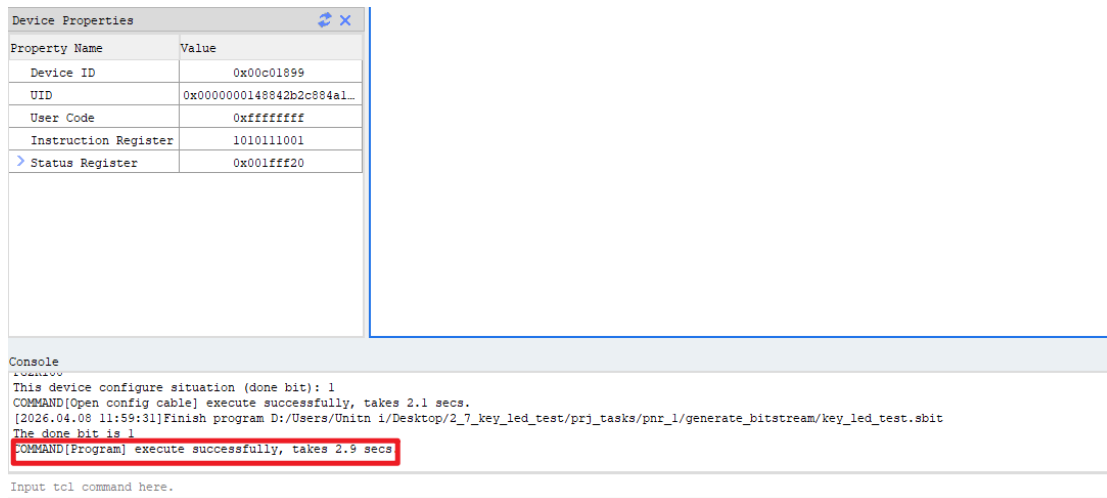 Device Properties
Property Name Value
Device ID 0x00c01899
UID 0x0000000148842b2c884a1…
User Code 0xffffffff
Instruction Register 1010111001
Status Register 0x001fff20
Console
This device configure situation (done bit): 1
COMMAND[Open config cable] execute successfully, takes 2.1 secs.
[2026.04.08 11:59:31]Finish program D:/Users/Unitn i/Desktop/2_7_key_led_test/prj_tasks/pnr_1/generate_bitstream/key_led_test.sbit
The done bit is 1
COMMAND[Program] execute successfully, takes 2.9 secs.
Input tcl command here.